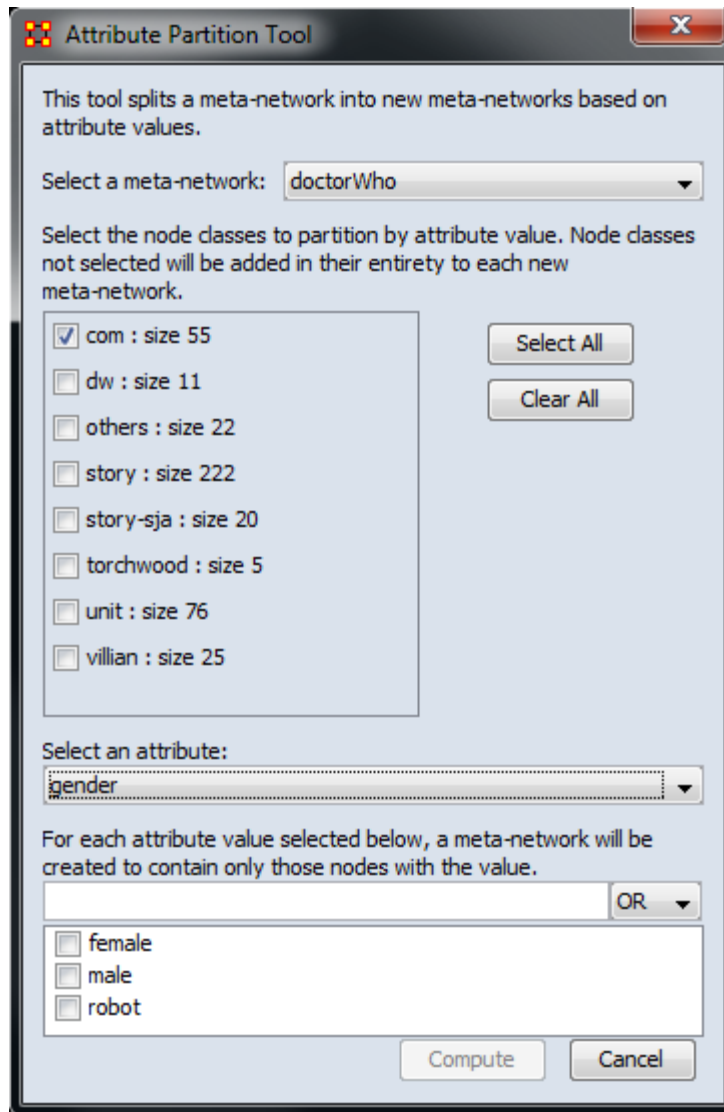 Attribute Partition Tool
This tool splits a meta-network into new meta-networks based on
attribute values.
Select a meta-network: doctorWho
Select the node classes to partition by attribute value. Node classes
not selected will be added in their entirety to each new
meta-network.
com : size 55
Select All
dw : size 11
Clear All
others : size 22
story : size 222
story-sja : size 20
torchwood : size 5
unit : size 76
villian : size 25
Select an attribute:
gender
For each attribute value selected below, a meta-network will be
created to contain only those nodes with the value.
OR
female
male
robot
Compute Cancel